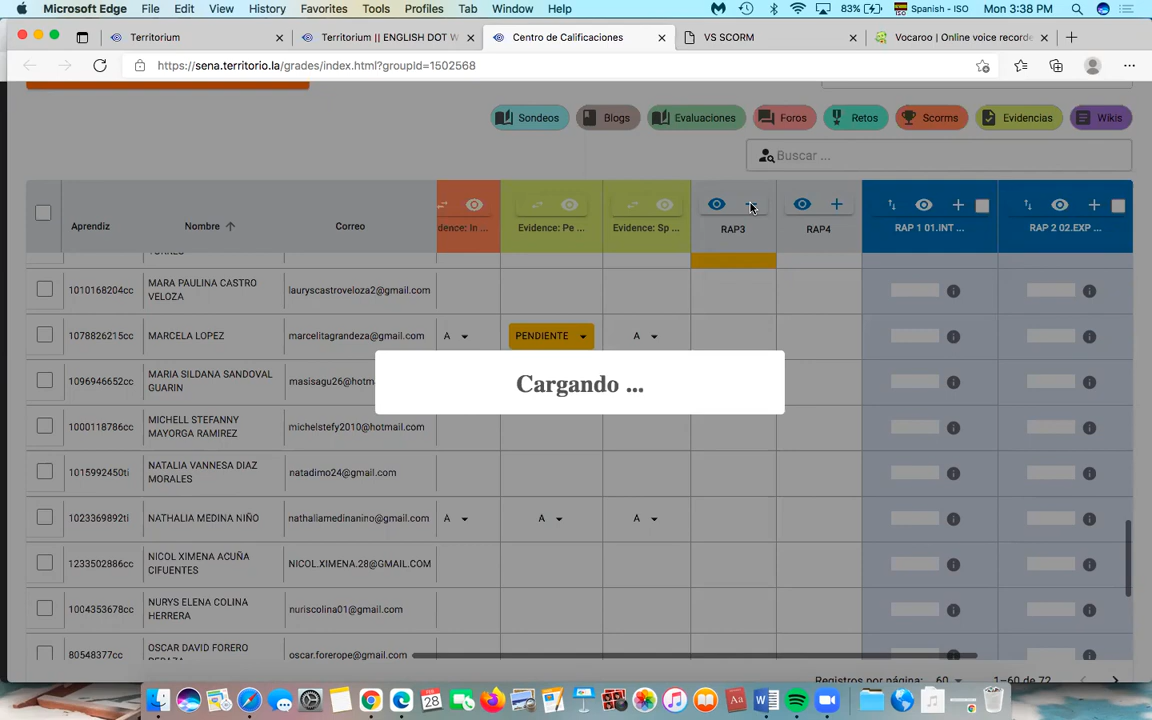 Microsoft Edge File Edit View History Favorites Tools Profiles Tab Window Help 83% Spanish - ISO Mon 3:38 PM
Territorium Territorium || ENGLISH DOT W Centro de Calificaciones VS SCORM Vocaroo | Online voice recorde
https://sena.territorio.la/grades/index.html?groupId=1502568
Sondeos Blogs Evaluaciones Foros Retos Scorms Evidencias Wikis
Buscar ...
Aprendiz Nombre Correo dence: In ... Evidence: Pe ... Evidence: Sp ... RAP3 RAP4 RAP 1 01.INT ... RAP 2 02.EXP ...
1010168204cc MARA PAULINA CASTRO
VELOZA lauryscastroveloza2@gmail.com
1078826215cc MARCELA LOPEZ marcelitagrandeza@gmail.com A PENDIENTE A
1096946652cc MARIA SILDANA SANDOVAL
GUARIN masisagu26@hotm
Cargando ...
1000118786cc MICHELL STEFANNY
MAYORGA RAMIREZ michelstefy2010@hotmail.com
1015992450ti NATALIA VANNESA DIAZ
MORALES natadimo24@gmail.com
1023369892ti NATHALIA MEDINA NIÑO nathaliamedinanino@gmail.com A A A
1233502886cc NICOL XIMENA ACUÑA
CIFUENTES NICOL.XIMENA.28@GMAIL.COM
1004353678cc NURYS ELENA COLINA
HERRERA nuriscolina01@gmail.com
80548377cc OSCAR DAVID FORERO oscar.forerope@gmail.com
Registros por página: 60 1–60 de 72
28